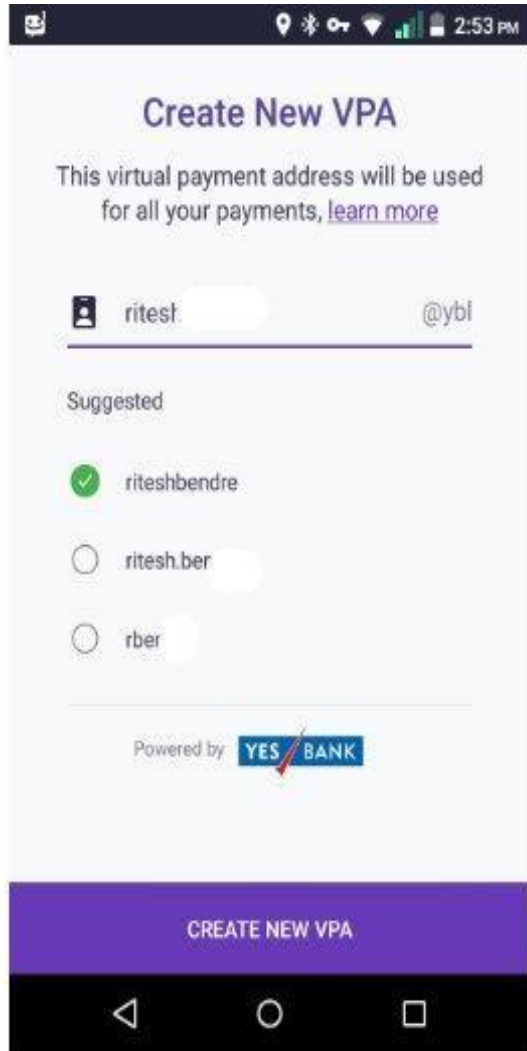 2:53 PM
Create New VPA
This virtual payment address will be used
for all your payments, learn more
@ybl
Suggested
riteshbendre
ritesh.ber
rber
Powered by YES BANK
CREATE NEW VPA